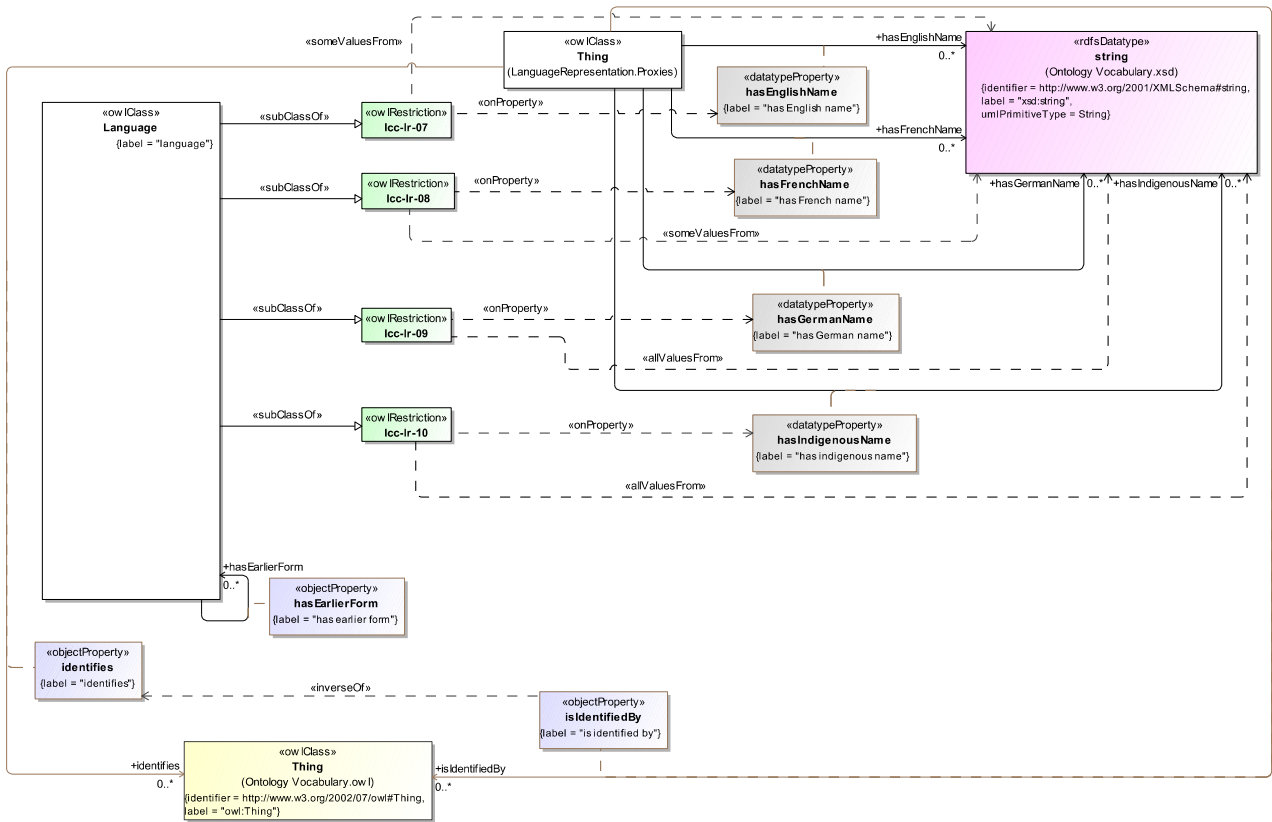 «someValuesFrom»
«owlClass»
Thing
(LanguageRepresentation.Proxies)
+hasEnglishName
0..*
«rdfsDatatype»
string
(Ontology Vocabulary.xsd)
{identifier = http://www.w3.org/2001/XMLSchema#string,
label = "xsd:string",
umlPrimitiveType = String}
«datatypeProperty»
hasEnglishName
{label = "has English name"}
«owlClass»
Language
{label = "language"}
«subClassOf»
«owlRestriction»
lcc-lr-07
«onProperty»
+hasFrenchName
0..*
«datatypeProperty»
hasFrenchName
{label = "has French name"}
«subClassOf»
«owlRestriction»
lcc-lr-08
«onProperty»
+hasGermanName
0..*
+hasIndigenousName
0..*
«someValuesFrom»
«subClassOf»
«owlRestriction»
lcc-lr-09
«onProperty»
«datatypeProperty»
hasGermanName
{label = "has German name"}
«allValuesFrom»
«subClassOf»
«owlRestriction»
lcc-lr-10
«onProperty»
«datatypeProperty»
hasIndigenousName
{label = "has indigenous name"}
«allValuesFrom»
+hasEarlierForm
0..*
«objectProperty»
hasEarlierForm
{label = "has earlier form"}
«objectProperty»
identifies
{label = "identifies"}
«inverseOf»
«objectProperty»
isIdentifiedBy
{label = "is identified by"}
+identifies
0..*
«owlClass»
Thing
(Ontology Vocabulary.owl)
{identifier = http://www.w3.org/2002/07/owl#Thing,
label = "owl:Thing"}
+isIdentifiedBy
0..*